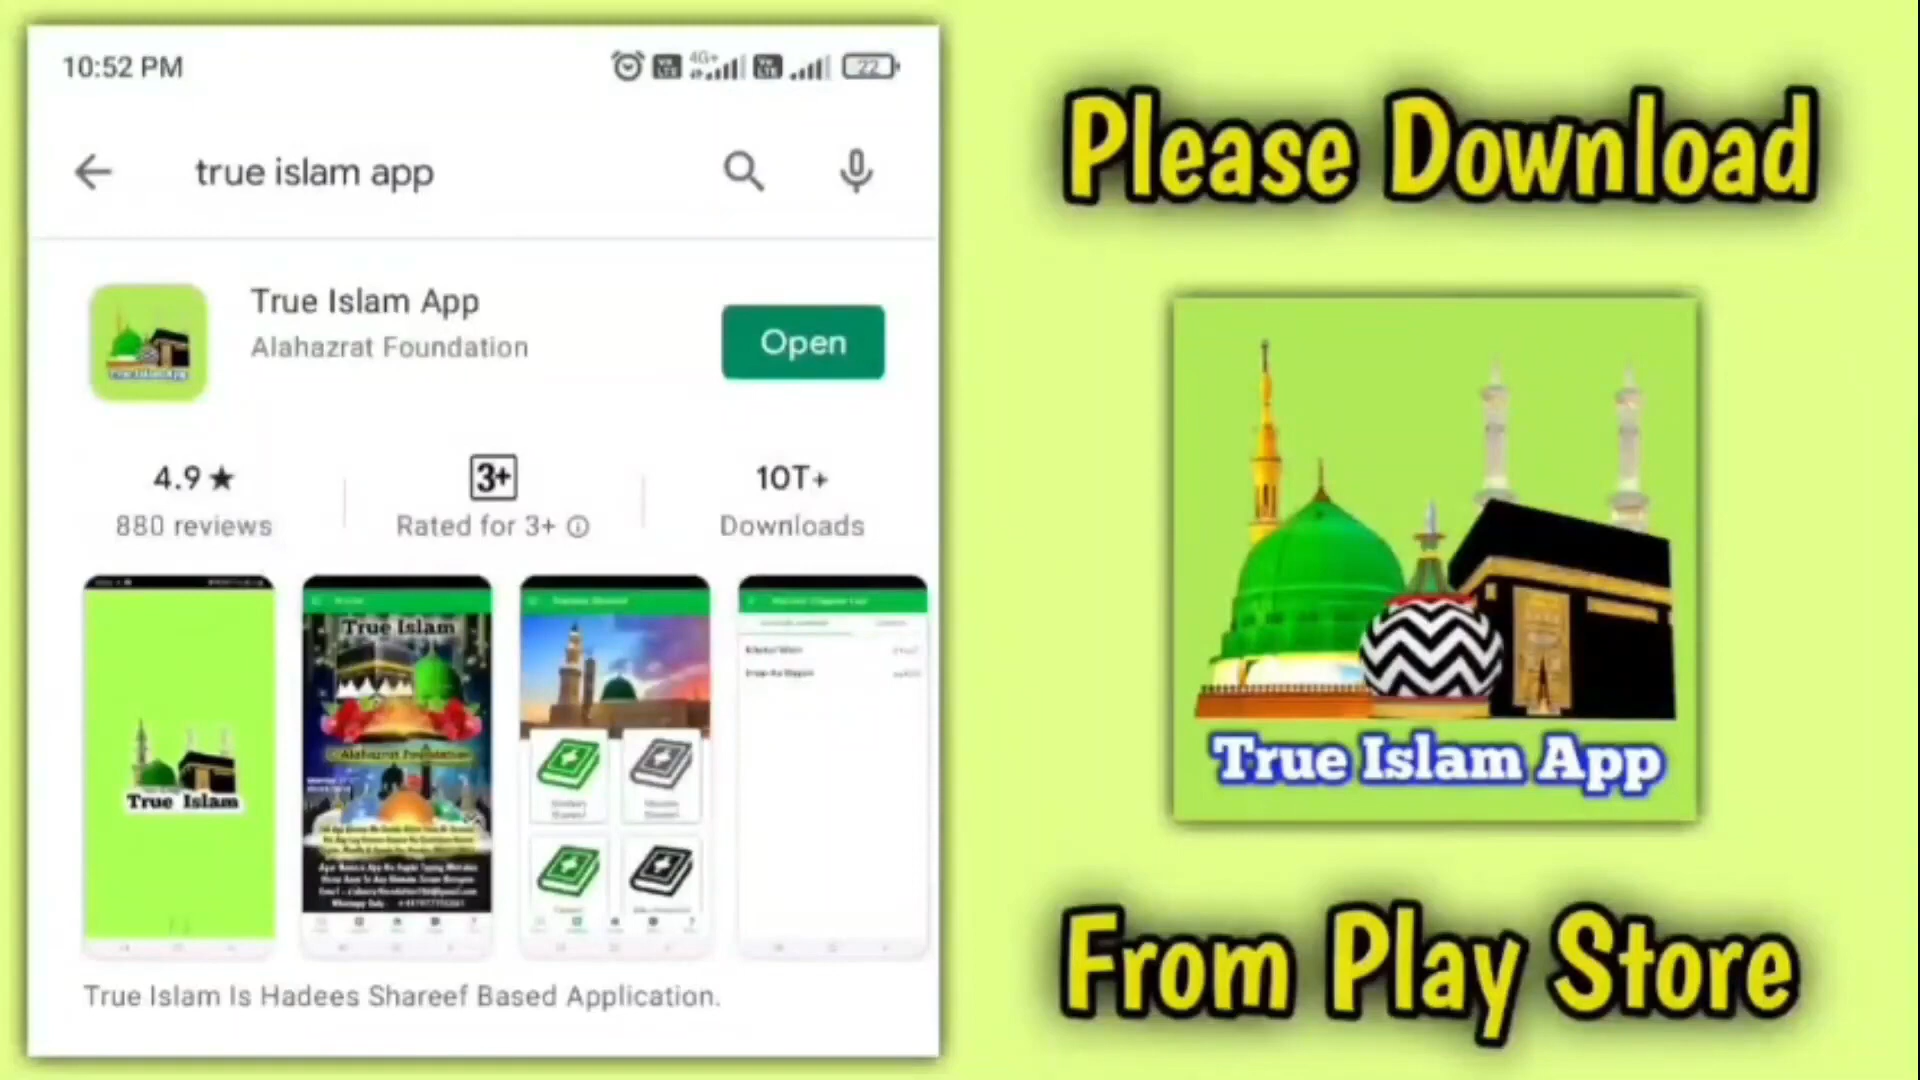 10:52 PM
4G+
22
true islam app
True Islam App
Alahazrat Foundation
Open
4.9 ★
880 reviews
3+
Rated for 3+
10T+
Downloads
True Islam
True Islam
Alahazrat Foundation
True Islam Is Hadees Shareef Based Application.
Please Download
True Islam App
From Play Store